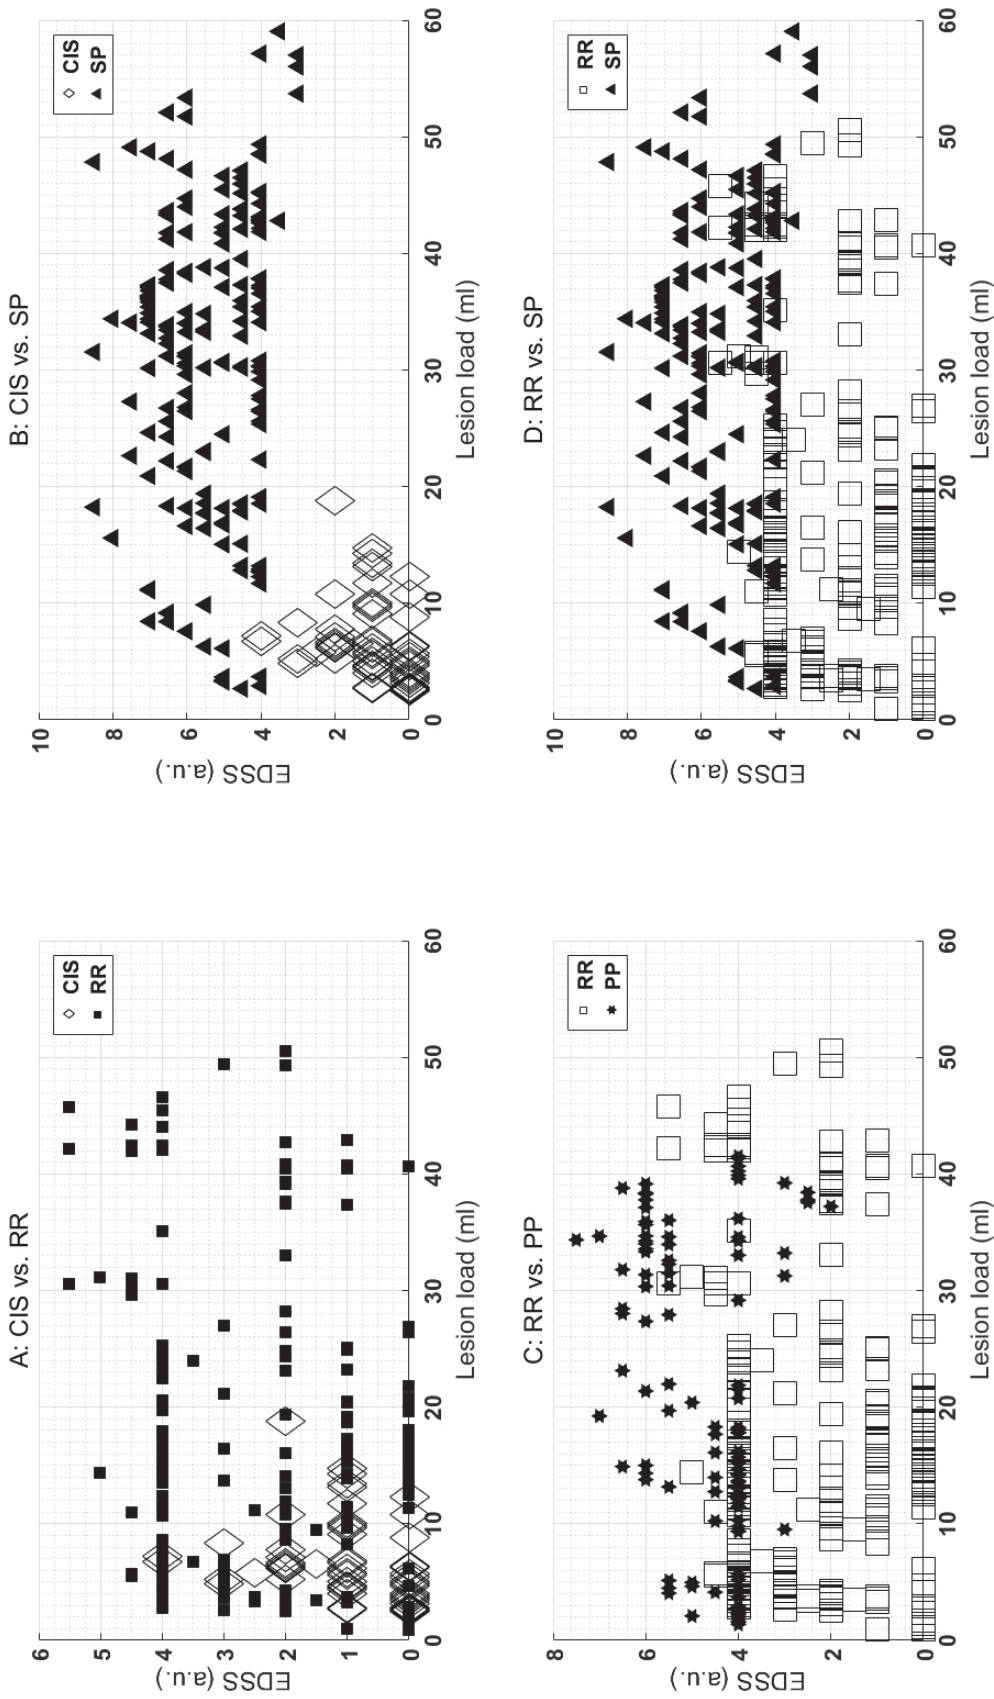 A: CIS vs. RR
CIS
RR
EDSS (a.u.)
6
5
4
3
2
1
0
0 10 20 30 40 50 60
Lesion load (ml)
B: CIS vs. SP
CIS
SP
EDSS (a.u.)
10
8
6
4
2
0
0 10 20 30 40 50 60
Lesion load (ml)
C: RR vs. PP
RR
PP
EDSS (a.u.)
8
6
4
2
0
0 10 20 30 40 50 60
Lesion load (ml)
D: RR vs. SP
RR
SP
EDSS (a.u.)
10
8
6
4
2
0
0 10 20 30 40 50 60
Lesion load (ml)